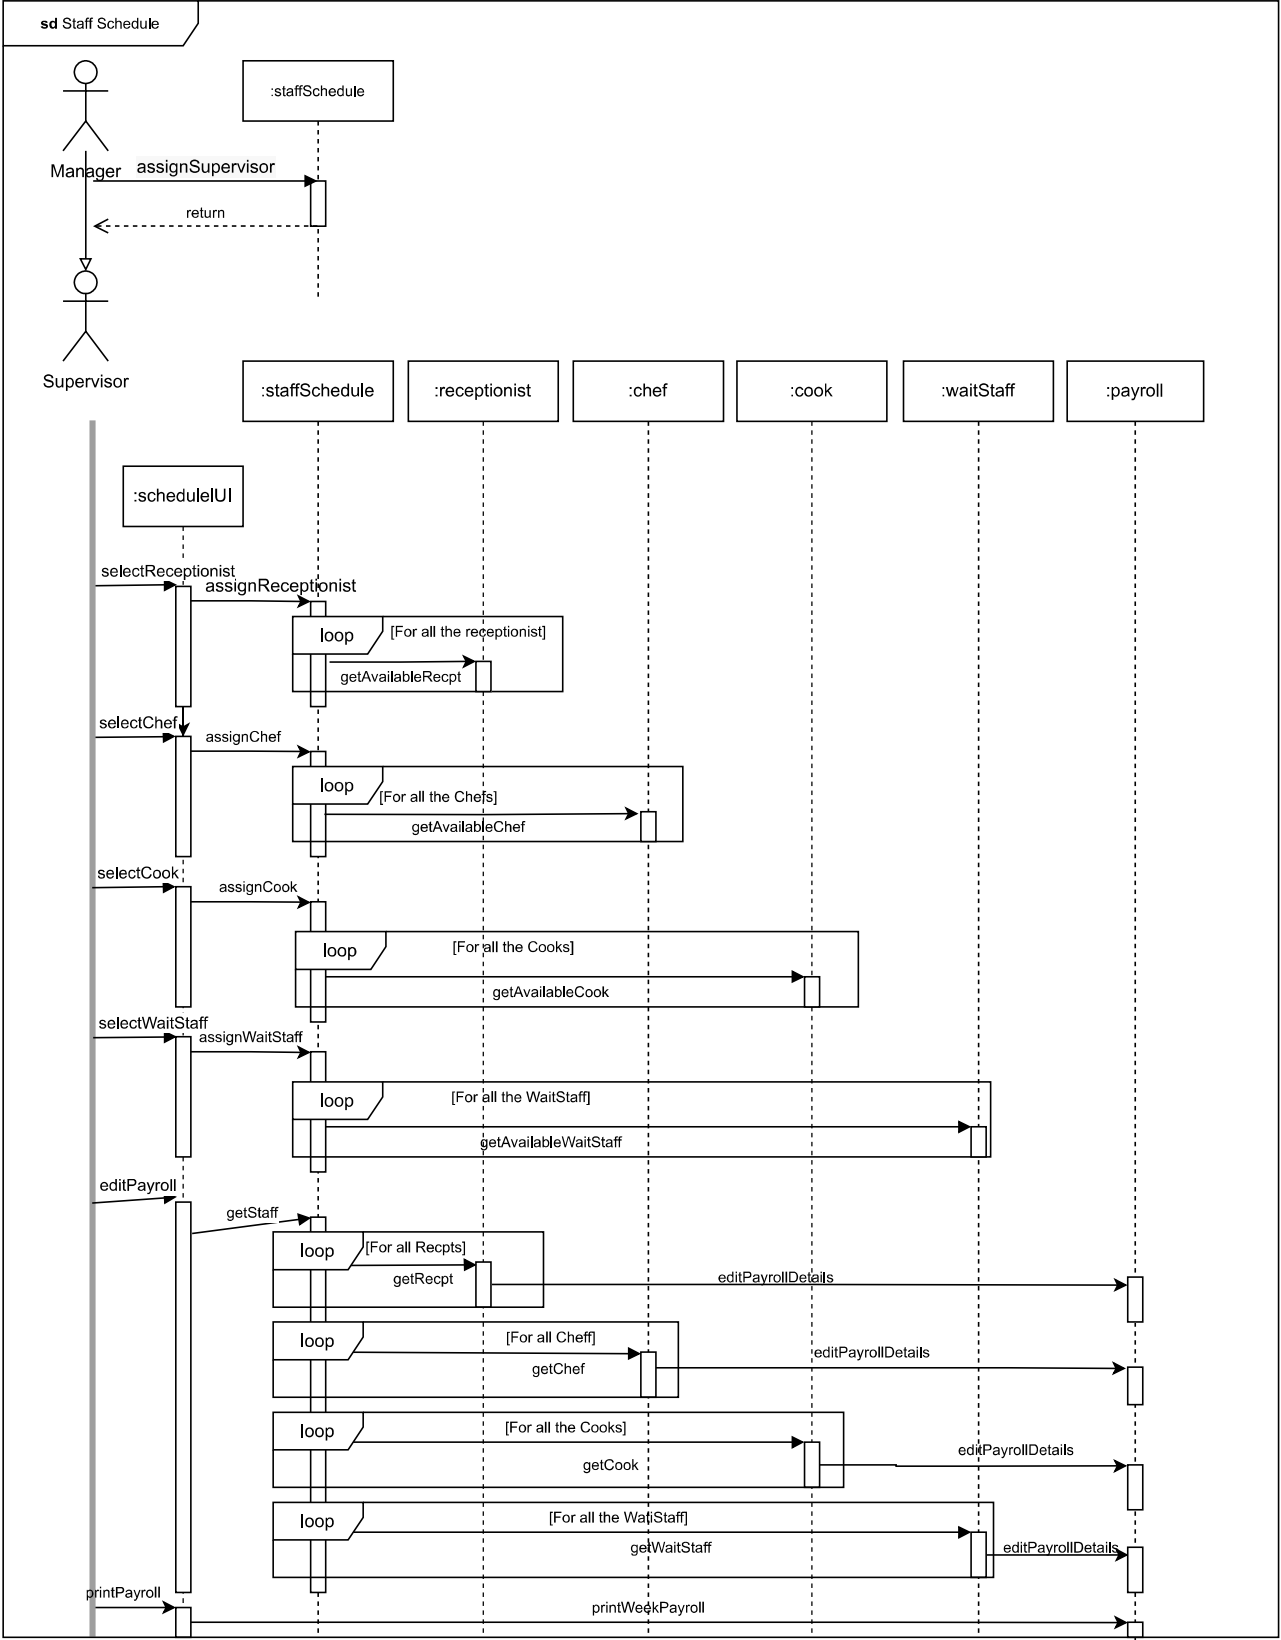 sd Staff Schedule
:staffSchedule
Manager
assignSupervisor
return
Supervisor
:staffSchedule
:receptionist
:chef
:cook
:waitStaff
:payroll
:schedulelUI
selectReceptionist
assignReceptionist
loop
[For all the receptionist]
getAvailableRecpt
selectChef
assignChef
loop
[For all the Chefs]
getAvailableChef
selectCook
assignCook
loop
[For all the Cooks]
getAvailableCook
selectWaitStaff
assignWaitStaff
loop
[For all the WaitStaff]
getAvailableWaitStaff
editPayroll
getStaff
loop
[For all Recpts]
getRecpt
editPayrollDetails
loop
[For all Cheff]
getChef
editPayrollDetails
loop
[For all the Cooks]
getCook
editPayrollDetails
loop
[For all the WatiStaff]
getWaitStaff
editPayrollDetails
printPayroll
printWeekPayroll